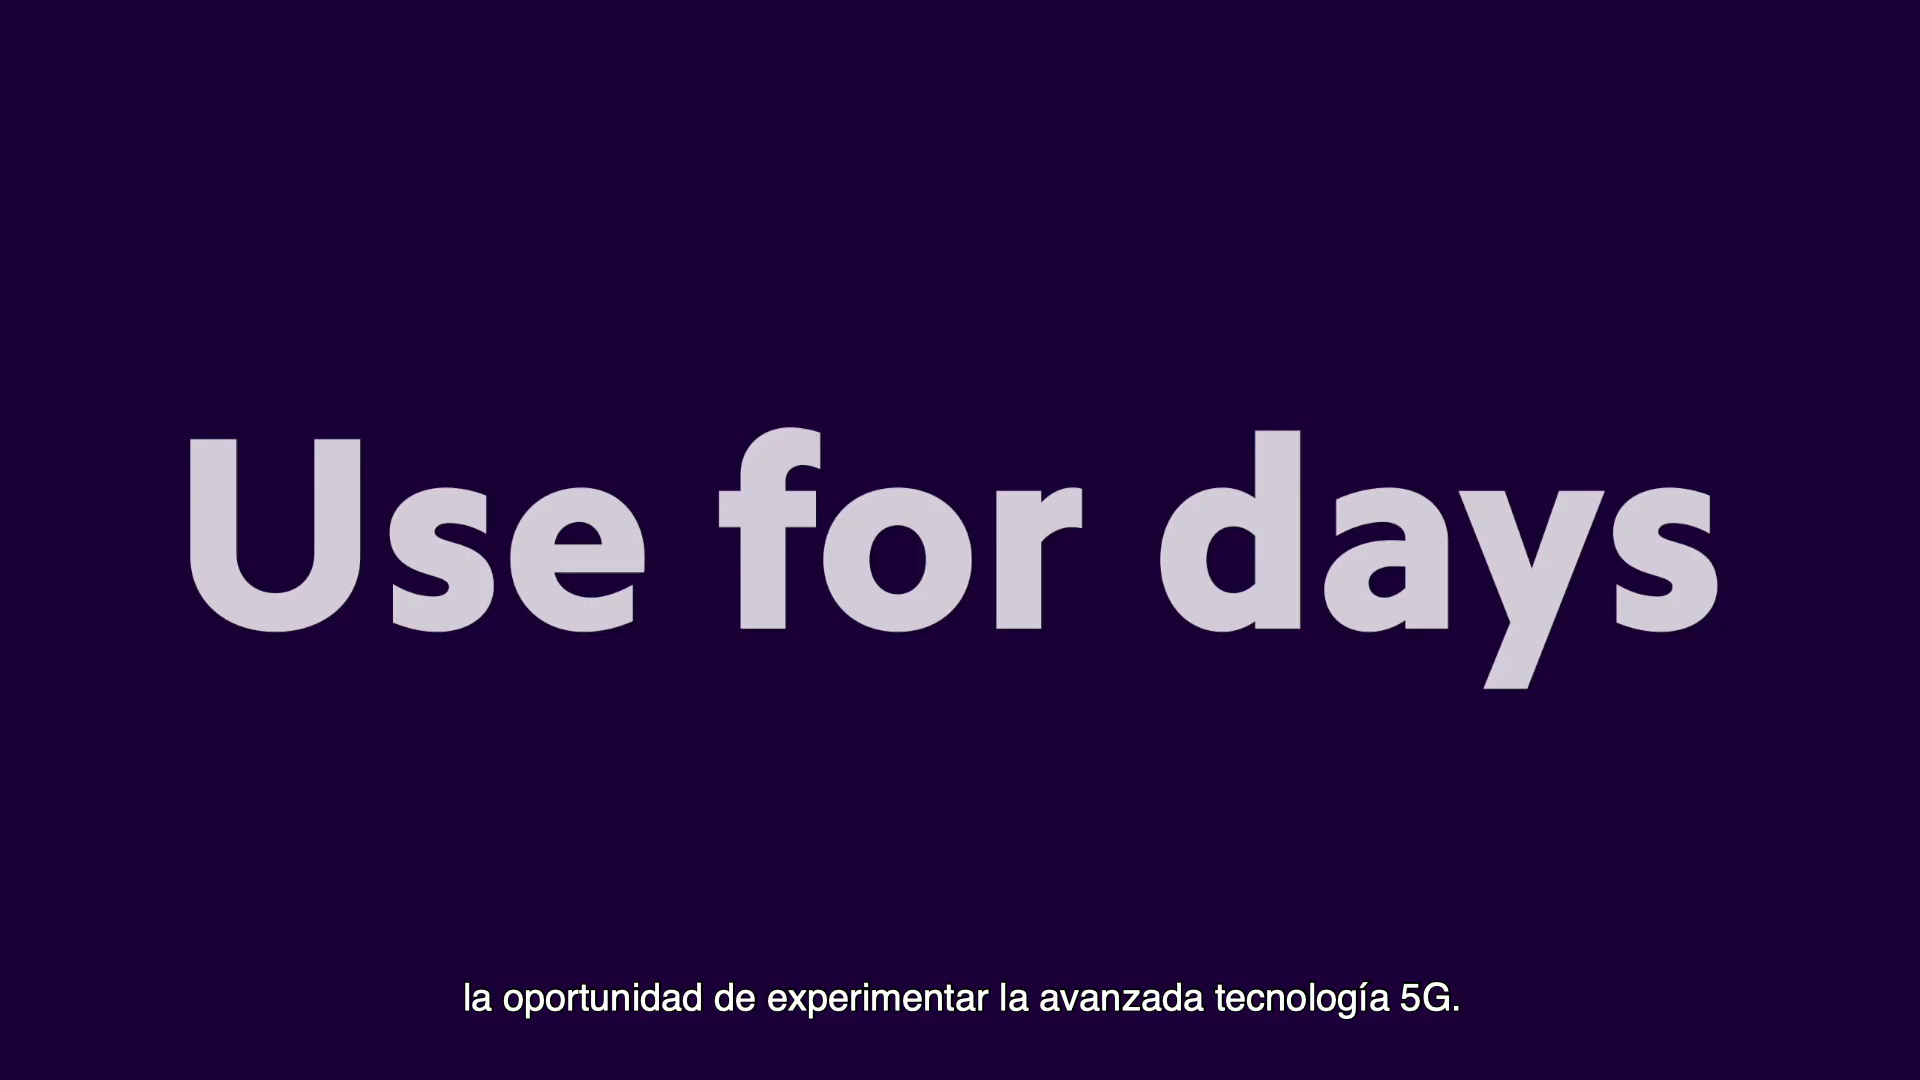 Use for days
la oportunidad de experimentar la avanzada tecnología 5G.